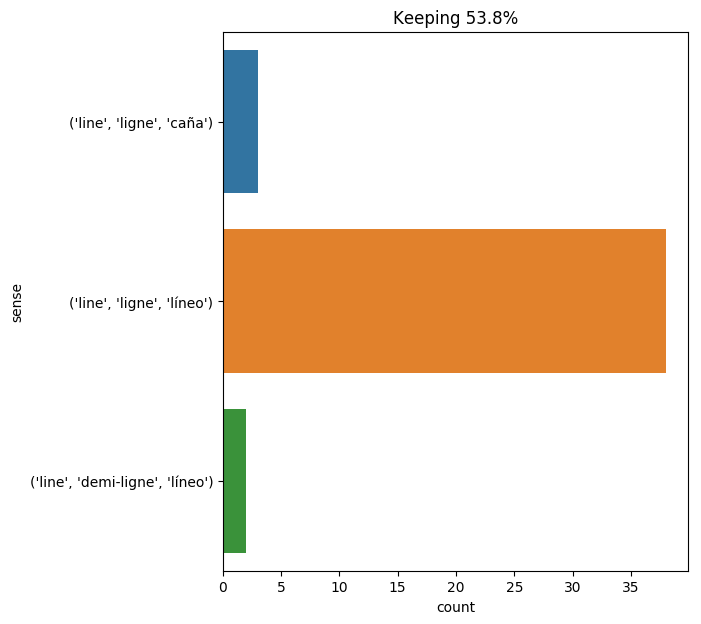 Keeping 53.8%
('line', 'ligne', 'caña')
('line', 'ligne', 'líneo')
('line', 'demi-ligne', 'líneo')
sense
0 5 10 15 20 25 30 35
count